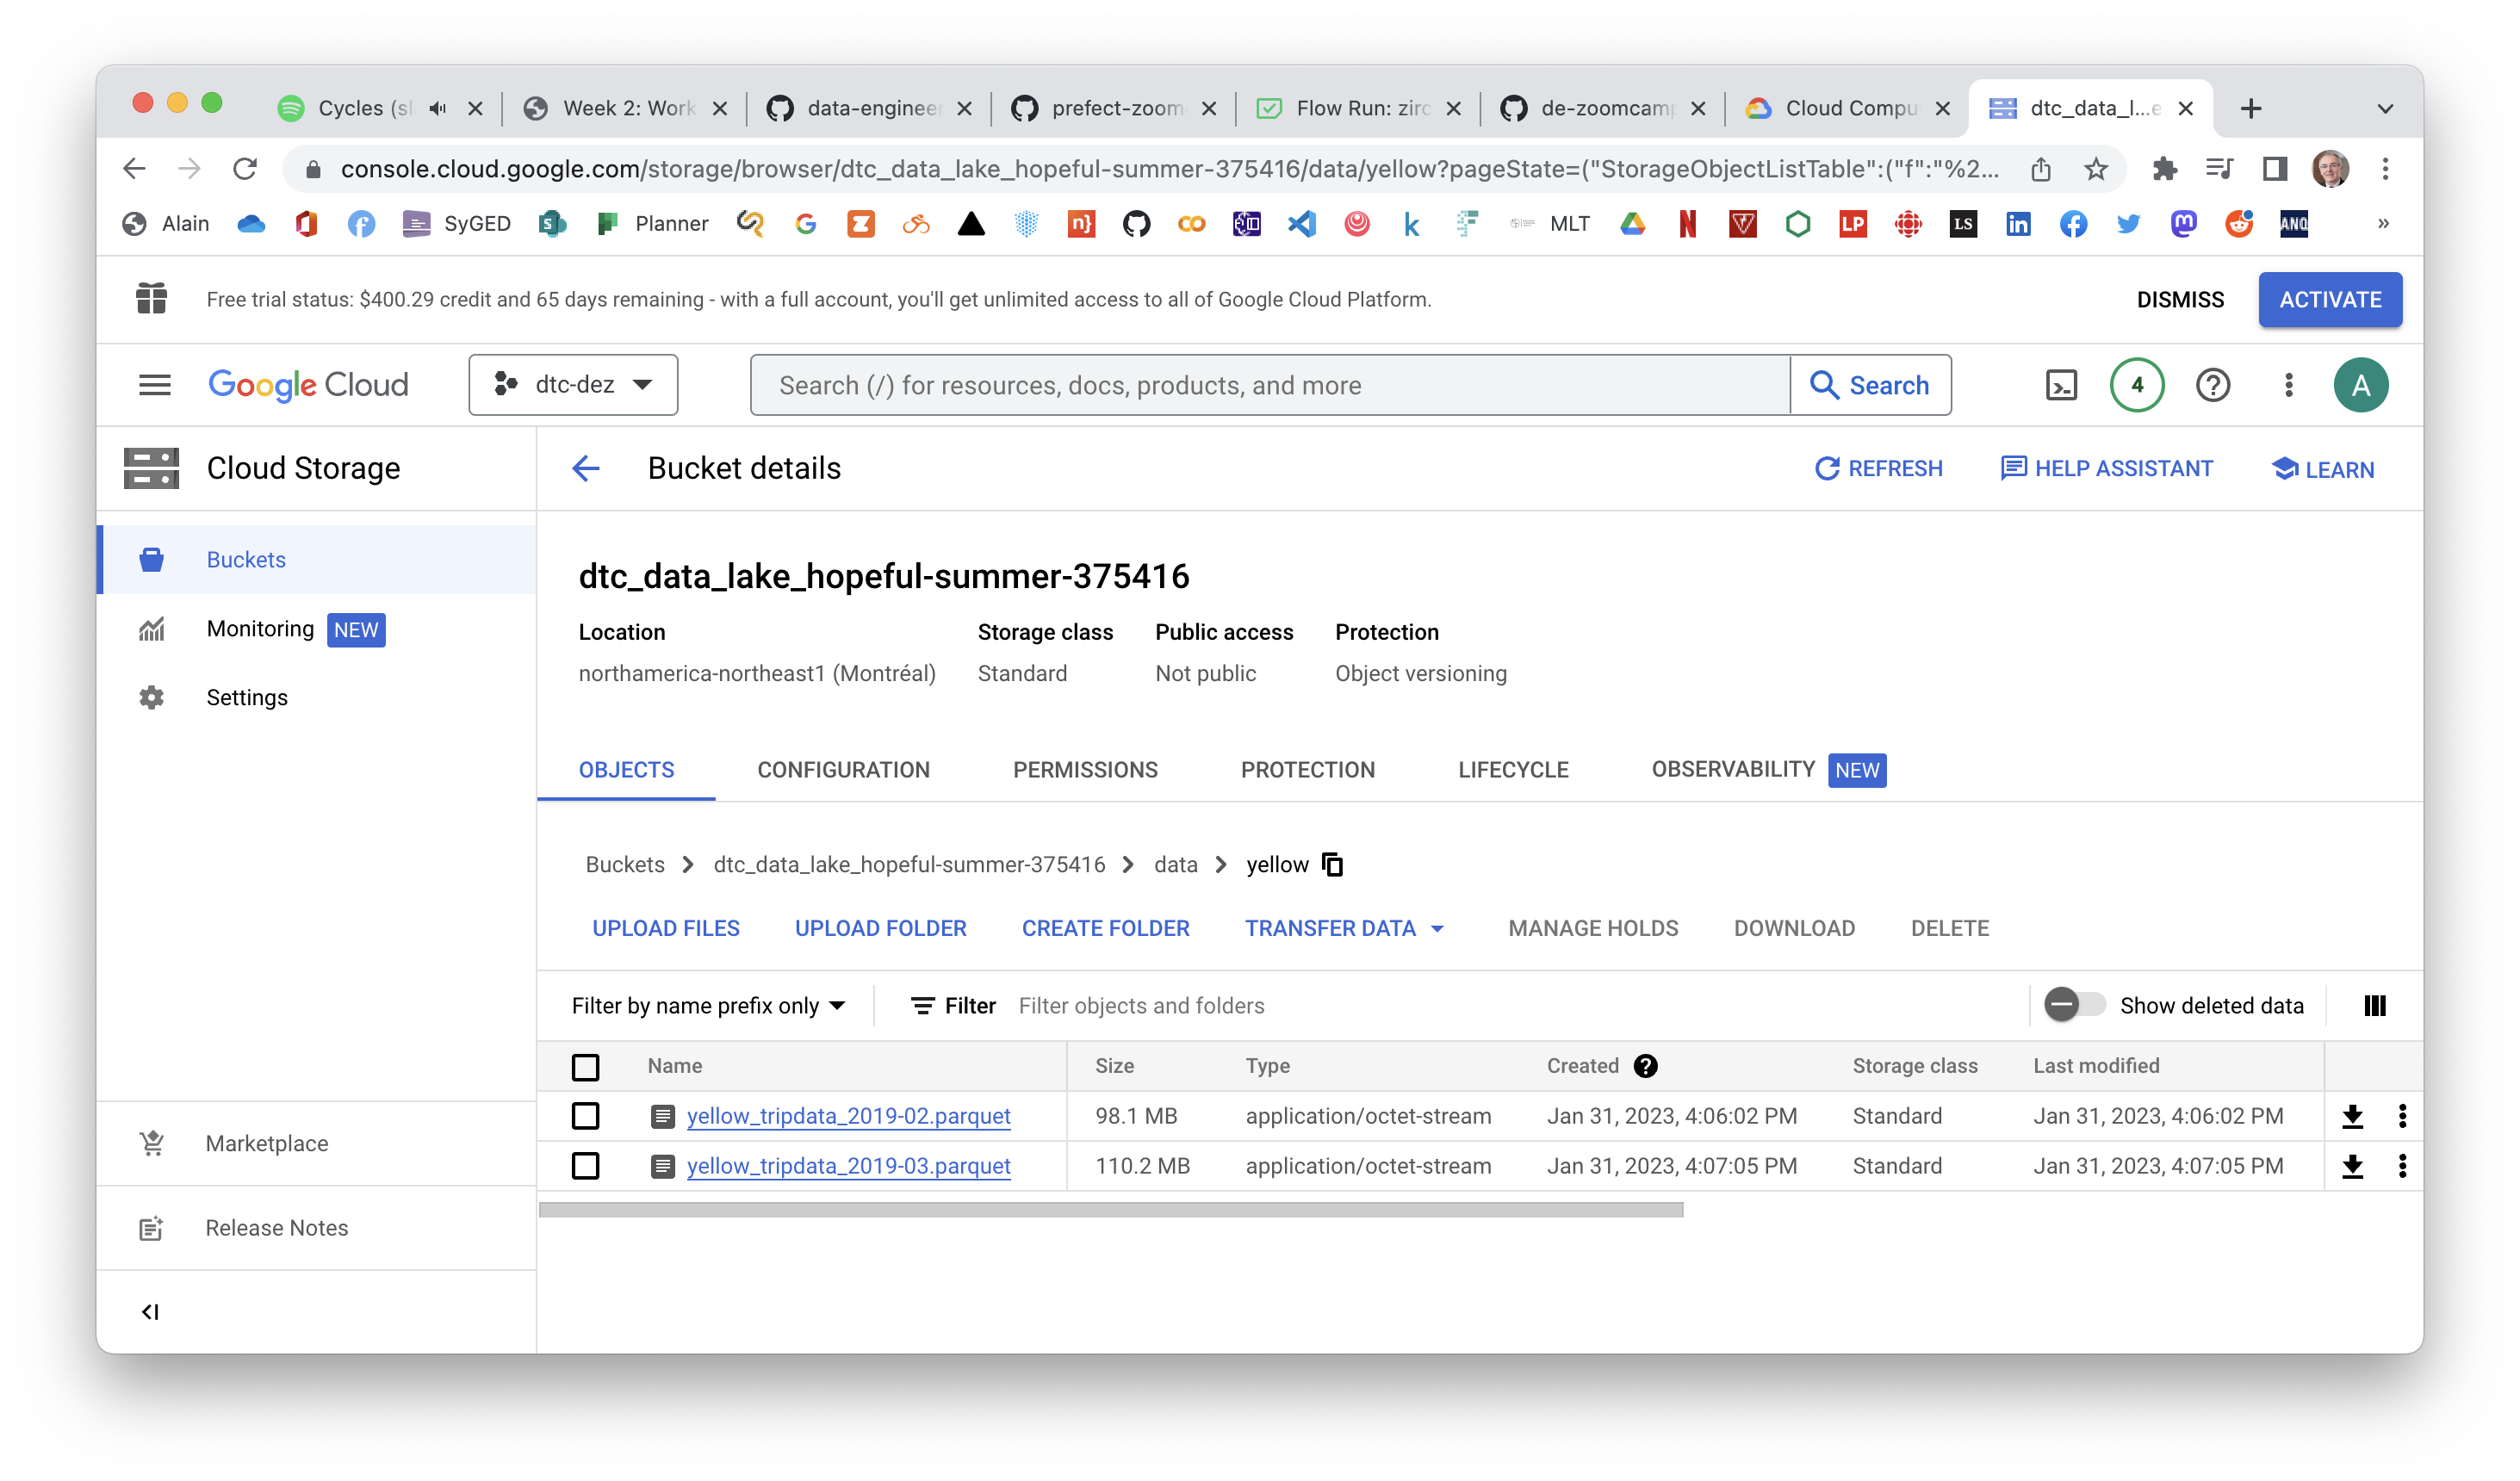 Cycles (sl
Week 2: Work
data-engineer
prefect-zoom
Flow Run: zirc
de-zoomcamp
Cloud Compu
dtc_data_l...e
console.cloud.google.com/storage/browser/dtc_data_lake_hopeful-summer-375416/data/yellow?pageState=("StorageObjectListTable":("f":"%2...
Alain SyGED Planner MLT LP LS ANQ
Free trial status: $400.29 credit and 65 days remaining - with a full account, you'll get unlimited access to all of Google Cloud Platform.
DISMISS ACTIVATE
Google Cloud dtc-dez Search (/) for resources, docs, products, and more Search 4 A
Cloud Storage
Buckets
Monitoring NEW
Settings
Marketplace
Release Notes
Bucket details REFRESH HELP ASSISTANT LEARN
dtc_data_lake_hopeful-summer-375416
Location Storage class Public access Protection
northamerica-northeast1 (Montréal) Standard Not public Object versioning
OBJECTS CONFIGURATION PERMISSIONS PROTECTION LIFECYCLE OBSERVABILITY NEW
Buckets > dtc_data_lake_hopeful-summer-375416 > data > yellow
UPLOAD FILES UPLOAD FOLDER CREATE FOLDER TRANSFER DATA MANAGE HOLDS DOWNLOAD DELETE
Filter by name prefix only Filter Filter objects and folders Show deleted data
Name Size Type Created Storage class Last modified
yellow_tripdata_2019-02.parquet 98.1 MB application/octet-stream Jan 31, 2023, 4:06:02 PM Standard Jan 31, 2023, 4:06:02 PM
yellow_tripdata_2019-03.parquet 110.2 MB application/octet-stream Jan 31, 2023, 4:07:05 PM Standard Jan 31, 2023, 4:07:05 PM